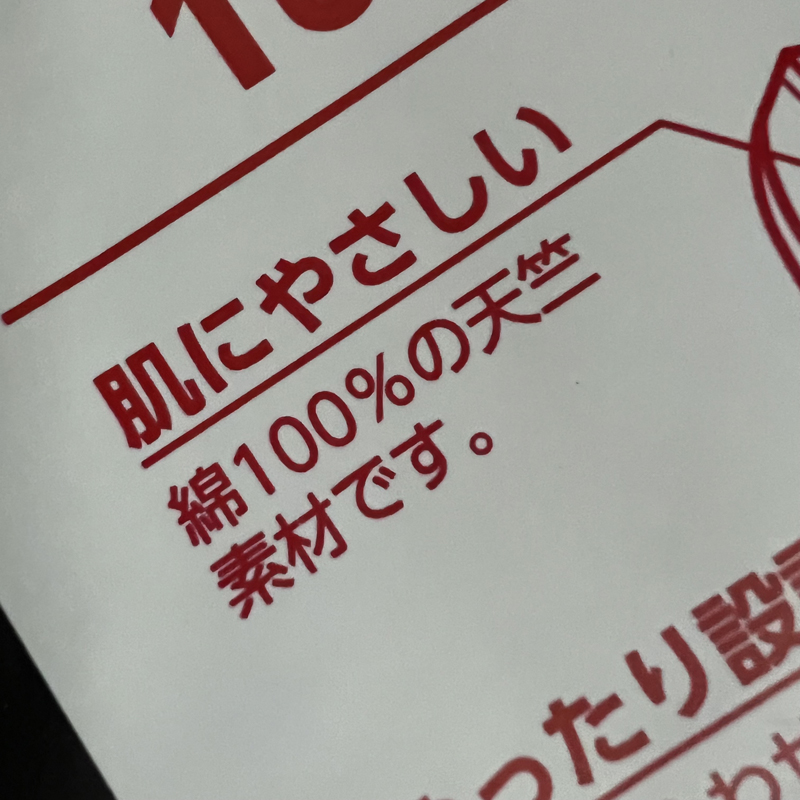 肌にやさしい
綿100%の天竺
素材です。
ったり設